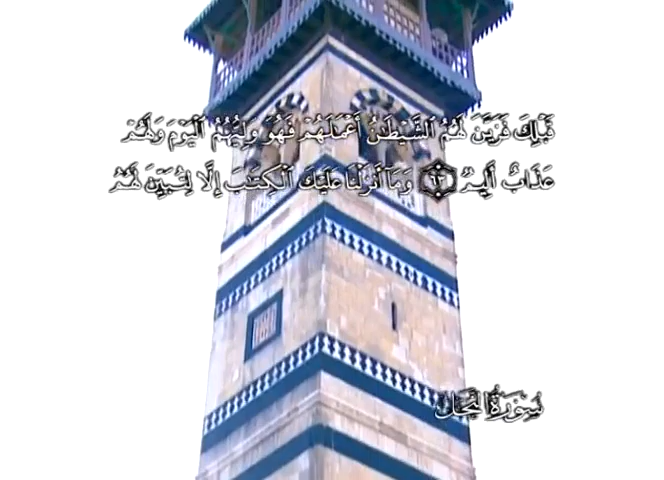 قَبْلِكَ فَزَيَّنَ لَهُمُ ٱلشَّيْطَٰنُ أَعْمَٰلَهُمْ فَهُوَ وَلِيُّهُمُ ٱلْيَوْمَ وَلَهُمْ
عَذَابٌ أَلِيمٌ ٦٣ وَمَآ أَنزَلْنَا عَلَيْكَ ٱلْكِتَٰبَ إِلَّا لِتُبَيِّنَ لَهُمُ
سُورَةُ النَّحْل